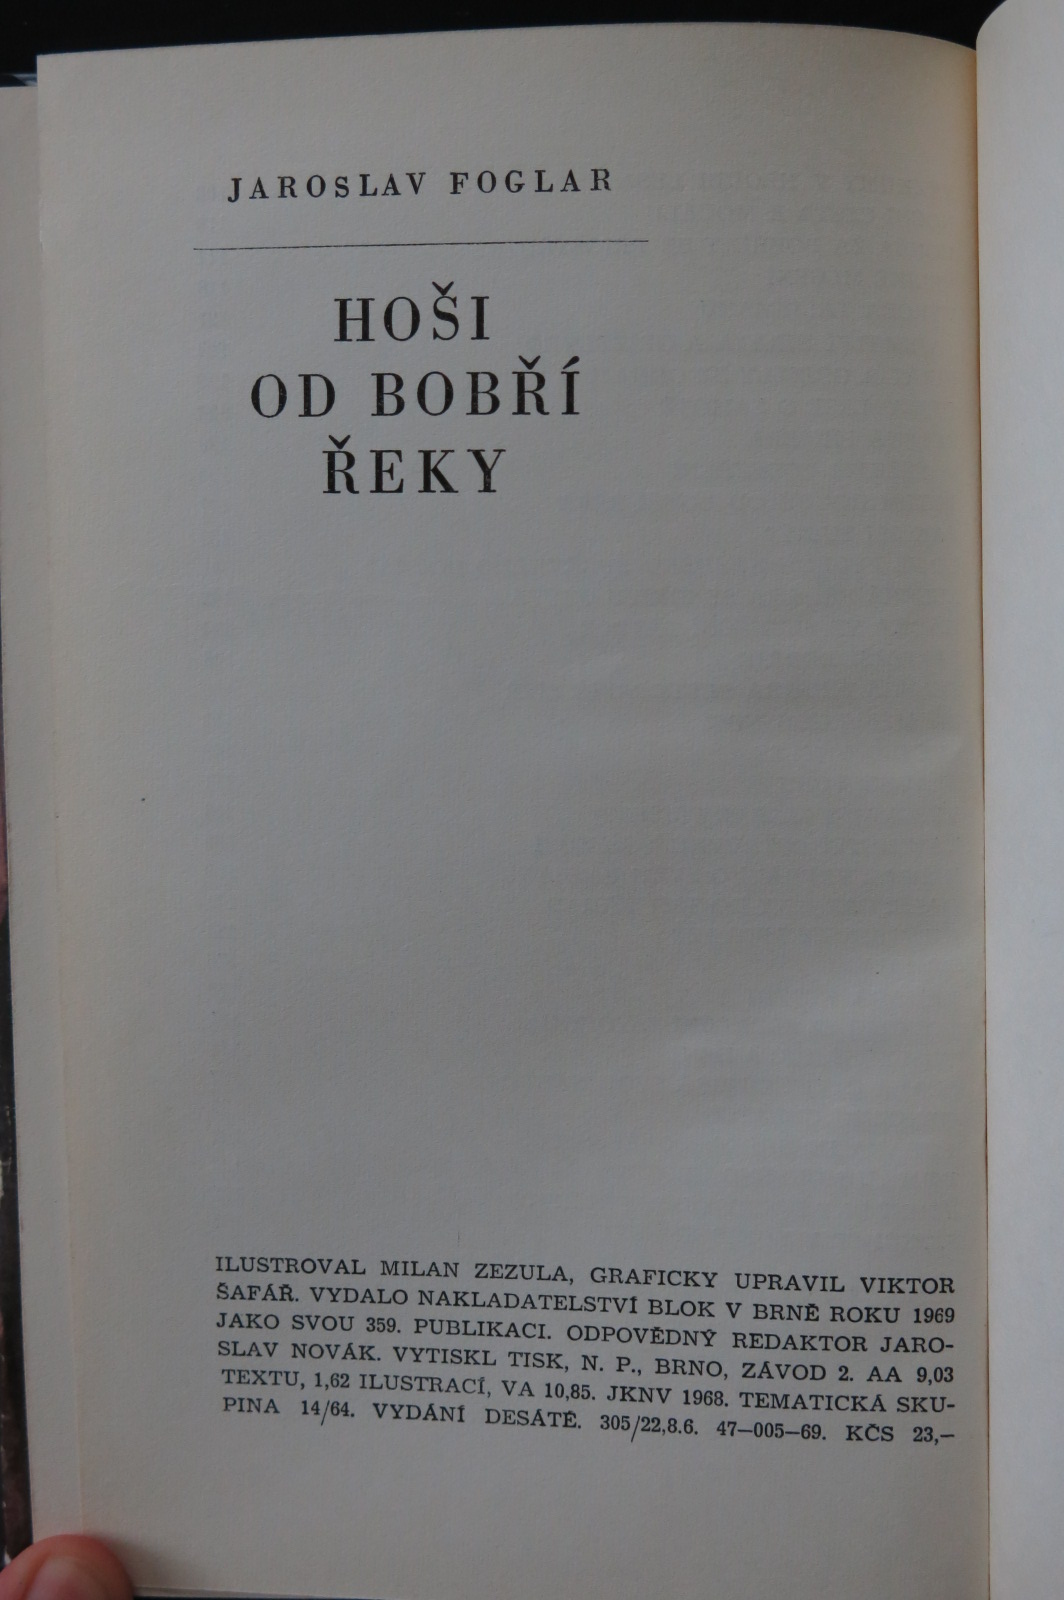 JAROSLAV FOGLAR
HOŠI
OD BOBŘÍ
ŘEKY
ILUSTROVAL MILAN ZEZULA, GRAFICKY UPRAVIL VIKTOR
ŠAFÁŘ. VYDALO NAKLADATELSTVÍ BLOK V BRNĚ ROKU 1969
JAKO SVOU 359. PUBLIKACI. ODPOVĚDNÝ REDAKTOR JARO-
SLAV NOVÁK. VYTISKL TISK, N. P., BRNO, ZÁVOD 2. AA 9,03
TEXTU, 1,62 ILUSTRACÍ, VA 10,85. JKNV 1968. TEMATICKÁ SKU-
PINA 14/64. VYDÁNÍ DESÁTÉ. 305/22,8.6. 47–005–69. KČS 23,–